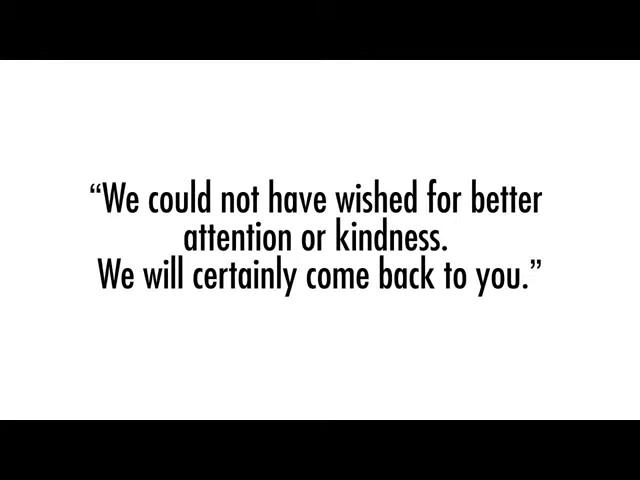 “We could not have wished for better
attention or kindness.
We will certainly come back to you.”